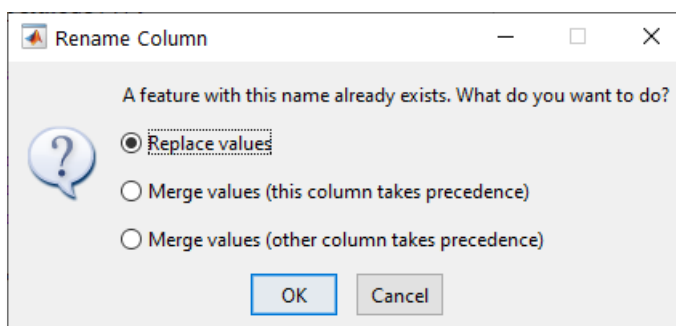 Rename Column
A feature with this name already exists. What do you want to do?
Replace values
Merge values (this column takes precedence)
Merge values (other column takes precedence)
OK
Cancel